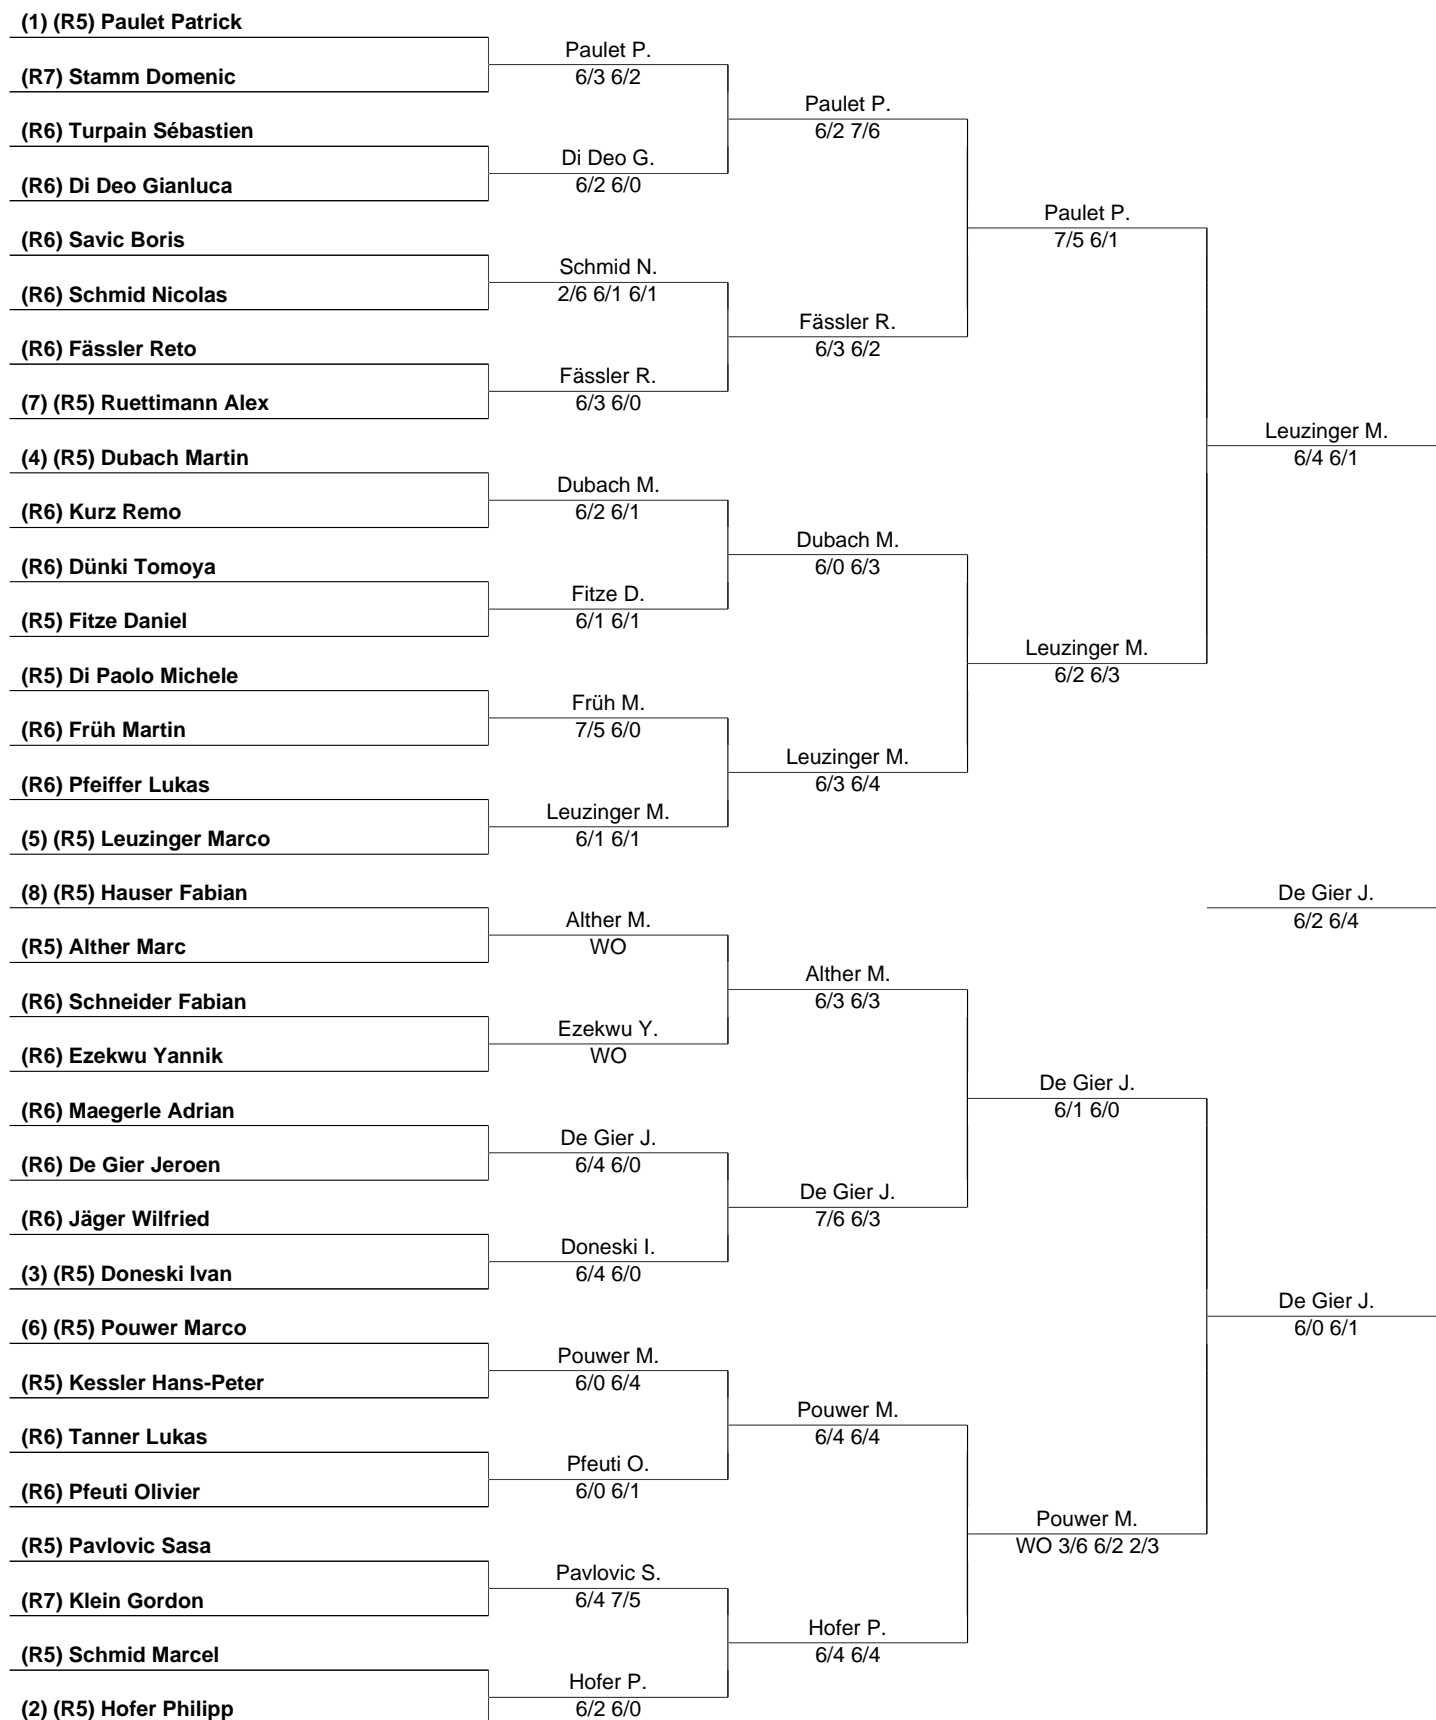 (1) (R5) Paulet Patrick
Paulet P.
(R7) Stamm Domenic
6/3 6/2
Paulet P.
(R6) Turpain Sébastien
6/2 7/6
Di Deo G.
(R6) Di Deo Gianluca
6/2 6/0
Paulet P.
(R6) Savic Boris
7/5 6/1
Schmid N.
(R6) Schmid Nicolas
2/6 6/1 6/1
Fässler R.
(R6) Fässler Reto
6/3 6/2
Fässler R.
(7) (R5) Ruettimann Alex
6/3 6/0
Leuzinger M.
(4) (R5) Dubach Martin
6/4 6/1
Dubach M.
(R6) Kurz Remo
6/2 6/1
Dubach M.
(R6) Dünki Tomoya
6/0 6/3
Fitze D.
(R5) Fitze Daniel
6/1 6/1
Leuzinger M.
(R5) Di Paolo Michele
6/2 6/3
Früh M.
(R6) Früh Martin
7/5 6/0
Leuzinger M.
(R6) Pfeiffer Lukas
6/3 6/4
Leuzinger M.
(5) (R5) Leuzinger Marco
6/1 6/1
(8) (R5) Hauser Fabian
De Gier J.
Alther M.
6/2 6/4
(R5) Alther Marc
WO
Alther M.
(R6) Schneider Fabian
6/3 6/3
Ezekwu Y.
(R6) Ezekwu Yannik
WO
De Gier J.
(R6) Maegerle Adrian
6/1 6/0
De Gier J.
(R6) De Gier Jeroen
6/4 6/0
De Gier J.
(R6) Jäger Wilfried
7/6 6/3
Doneski I.
(3) (R5) Doneski Ivan
6/4 6/0
De Gier J.
(6) (R5) Pouwer Marco
6/0 6/1
Pouwer M.
(R5) Kessler Hans-Peter
6/0 6/4
Pouwer M.
(R6) Tanner Lukas
6/4 6/4
Pfeuti O.
(R6) Pfeuti Olivier
6/0 6/1
Pouwer M.
(R5) Pavlovic Sasa
WO 3/6 6/2 2/3
Pavlovic S.
(R7) Klein Gordon
6/4 7/5
Hofer P.
(R5) Schmid Marcel
6/4 6/4
Hofer P.
(2) (R5) Hofer Philipp
6/2 6/0